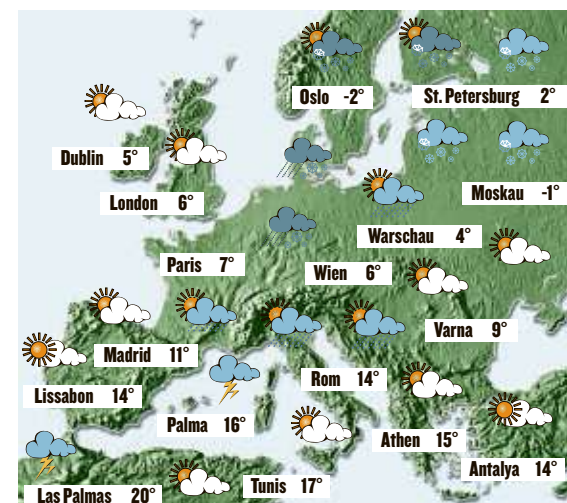 Oslo -2°
St. Petersburg 2°
Dublin 5°
London 6°
Moskau -1°
Warschau 4°
Paris 7°
Wien 6°
Varna 9°
Madrid 11°
Rom 14°
Lissabon 14°
Palma 16°
Athen 15°
Antalya 14°
Tunis 17°
Las Palmas 20°